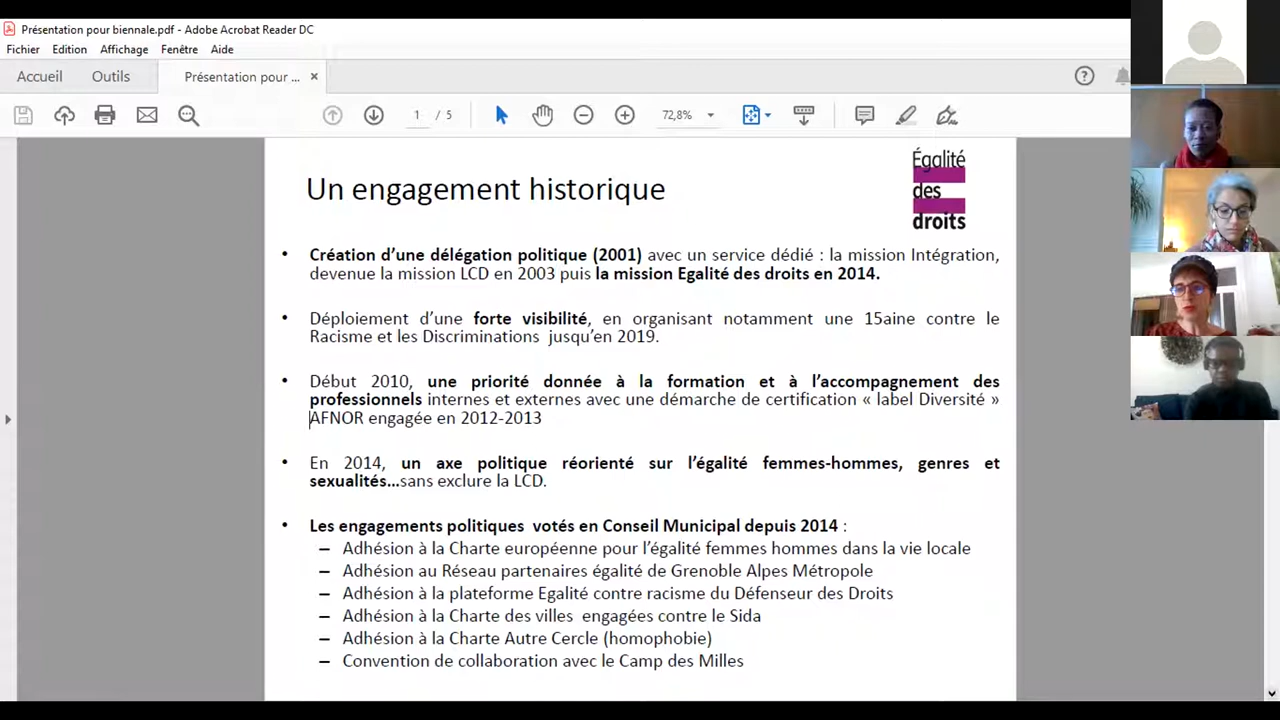 Présentation pour biennale.pdf - Adobe Acrobat Reader DC
Fichier Edition Affichage Fenêtre Aide
Accueil Outils Présentation pour ... ×
1 / 5 72,8%
Égalité
des
droits
Un engagement historique
• Création d’une délégation politique (2001) avec un service dédié : la mission Intégration,
devenue la mission LCD en 2003 puis la mission Egalité des droits en 2014.
• Déploiement d’une forte visibilité, en organisant notamment une 15aine contre le
Racisme et les Discriminations jusqu’en 2019.
• Début 2010, une priorité donnée à la formation et à l’accompagnement des
professionnels internes et externes avec une démarche de certification « label Diversité »
AFNOR engagée en 2012-2013
• En 2014, un axe politique réorienté sur l’égalité femmes-hommes, genres et
sexualités…sans exclure la LCD.
• Les engagements politiques votés en Conseil Municipal depuis 2014 :
– Adhésion à la Charte européenne pour l’égalité femmes hommes dans la vie locale
– Adhésion au Réseau partenaires égalité de Grenoble Alpes Métropole
– Adhésion à la plateforme Egalité contre racisme du Défenseur des Droits
– Adhésion à la Charte des villes engagées contre le Sida
– Adhésion à la Charte Autre Cercle (homophobie)
– Convention de collaboration avec le Camp des Milles